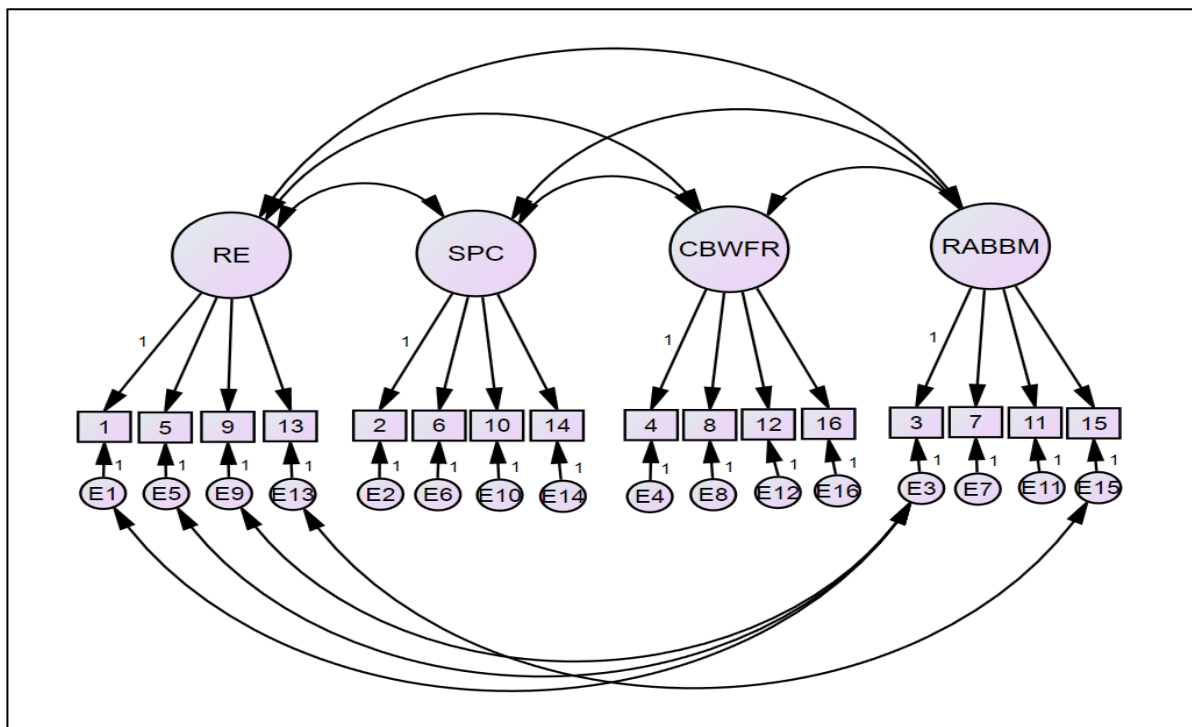 RE SPC CBWFR RABBM
1 1 1 1
1 5 9 13 2 6 10 14 4 8 12 16 3 7 11 15
1 1 1 1 1 1 1 1 1 1 1 1 1 1 1 1
E1 E5 E9 E13 E2 E6 E10 E14 E4 E8 E12 E16 E3 E7 E11 E15